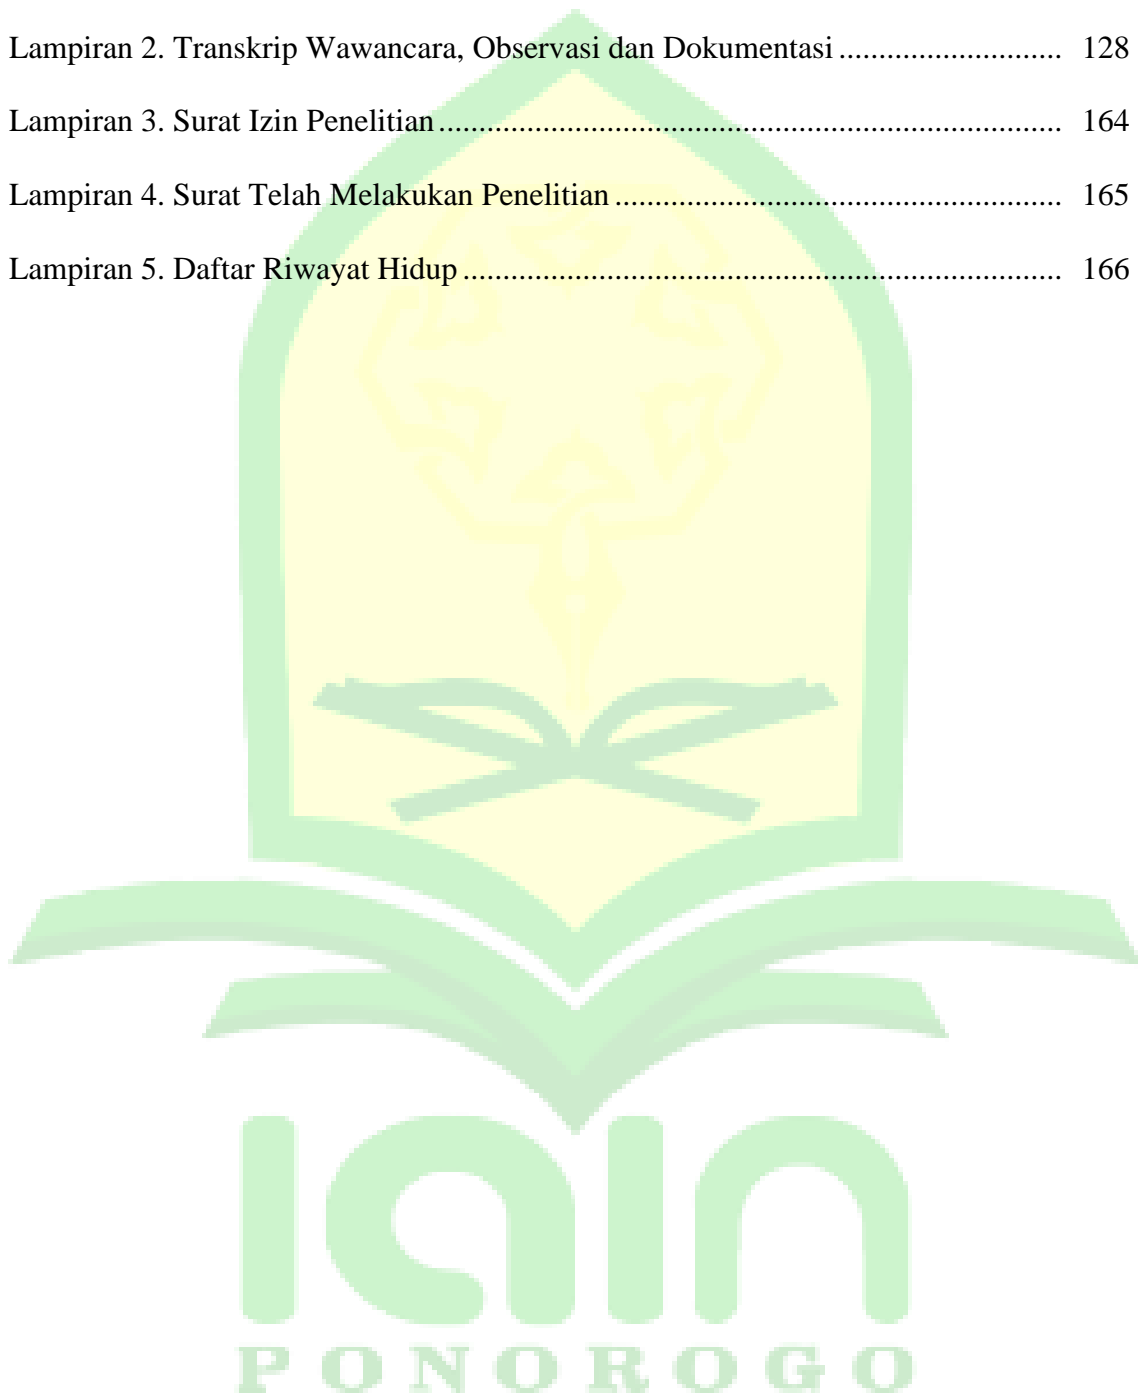 Lampiran 2. Transkrip Wawancara, Observasi dan Dokumentasi ............................ 128
Lampiran 3. Surat Izin Penelitian .............................................................................. 164
Lampiran 4. Surat Telah Melakukan Penelitian ........................................................ 165
Lampiran 5. Daftar Riwayat Hidup ........................................................................... 166
iain
PONOROGO